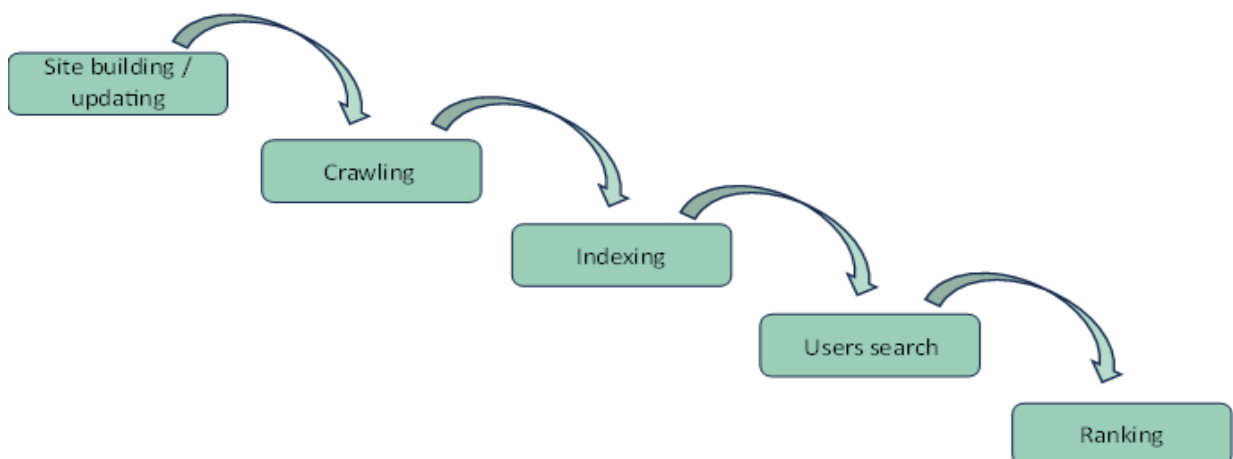 Site building /
updating
Crawling
Indexing
Users search
Ranking